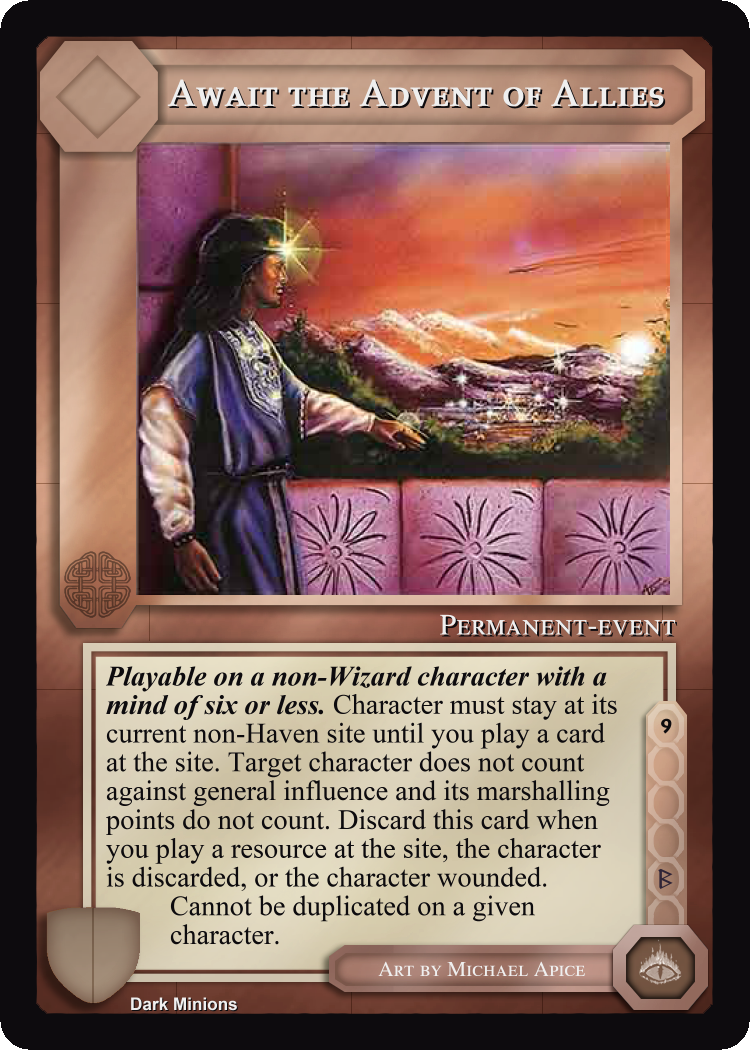 Await the Advent of Allies
Permanent-event
Playable on a non-Wizard character with a
mind of six or less. Character must stay at its
current non-Haven site until you play a card
at the site. Target character does not count
against general influence and its marshalling
points do not count. Discard this card when
you play a resource at the site, the character
is discarded, or the character wounded.
Cannot be duplicated on a given
character.
9
Art by Michael Apice
Dark Minions